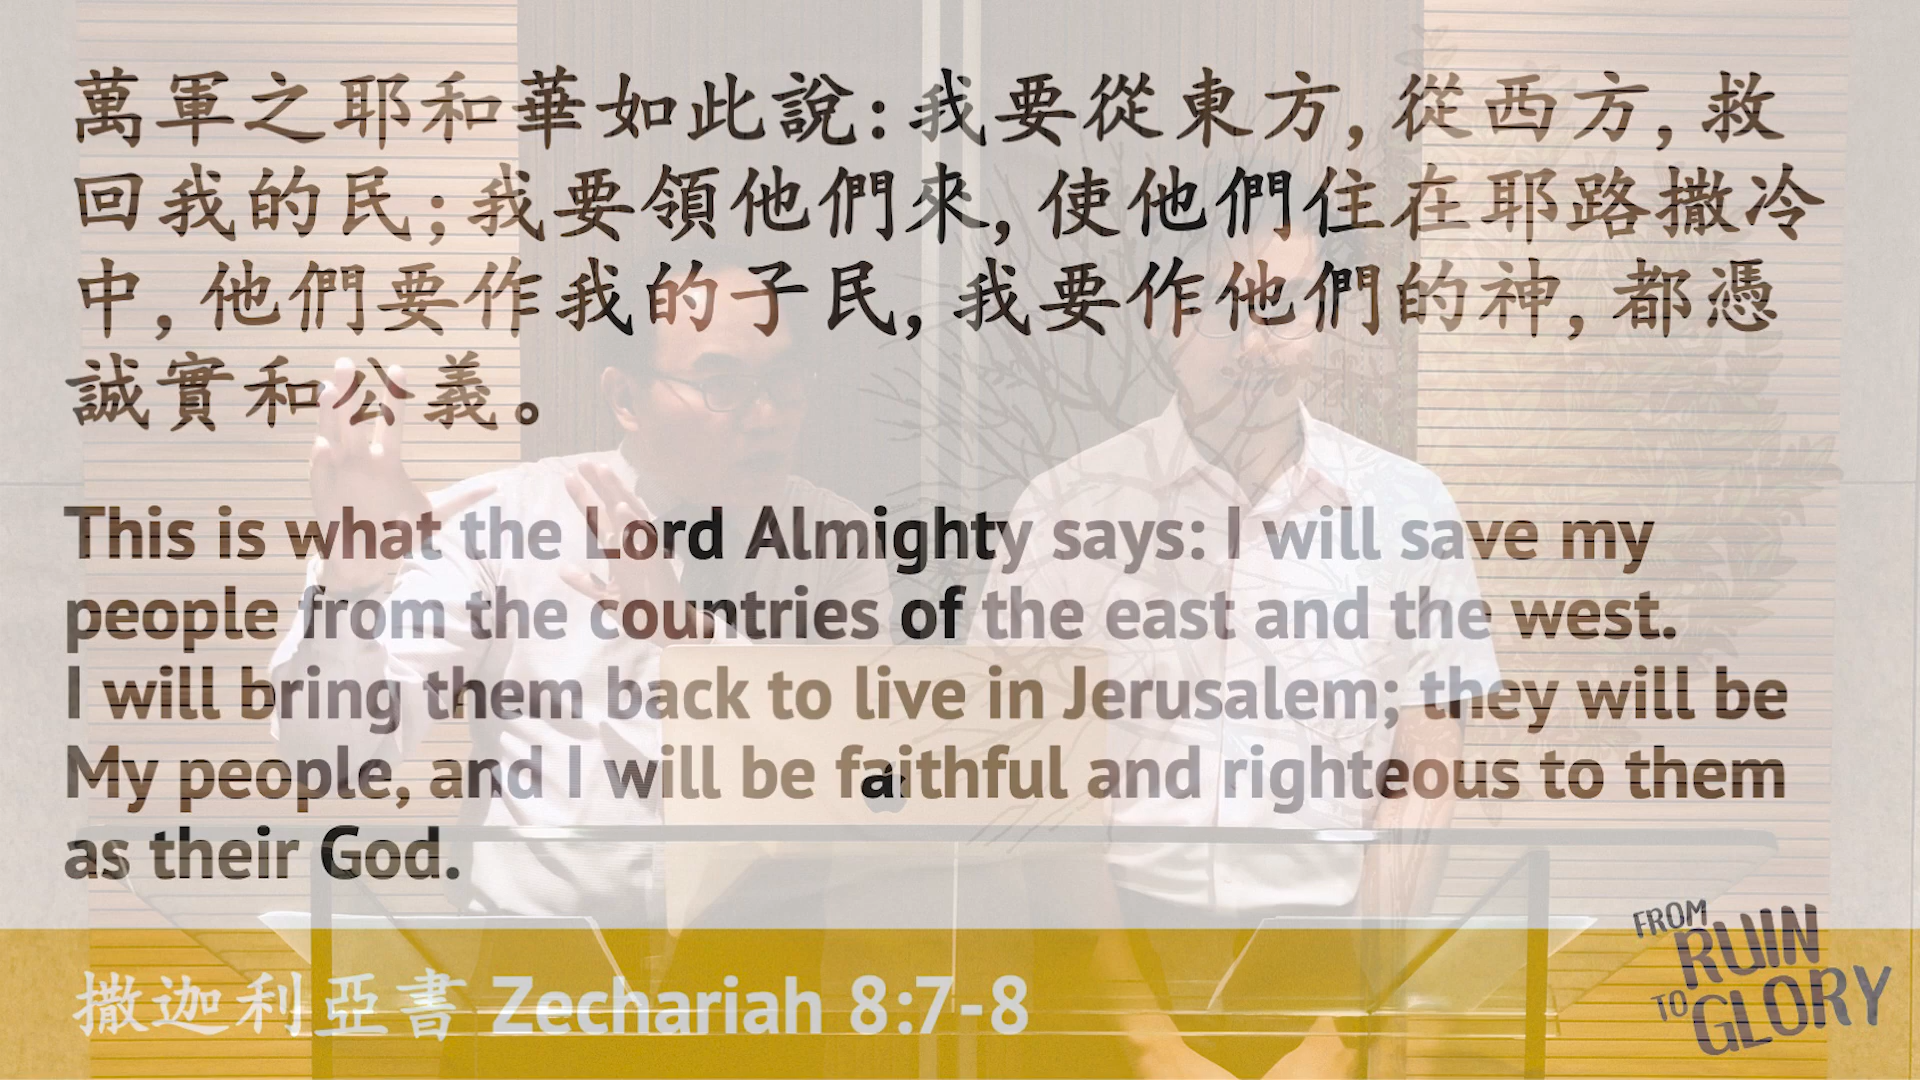 萬軍之耶和華如此說:我要從東方,從西方,救
回我的民;我要領他們來,使他們住在耶路撒冷
中,他們要作我的子民,我要作他們的神,都憑
誠實和公義。
This is what the Lord Almighty says: I will save my
people from the countries of the east and the west.
I will bring them back to live in Jerusalem; they will be
My people, and I will be faithful and righteous to them
as their God.
撒迦利亞書 Zechariah 8:7-8
FROM
RUIN
TO
GLORY